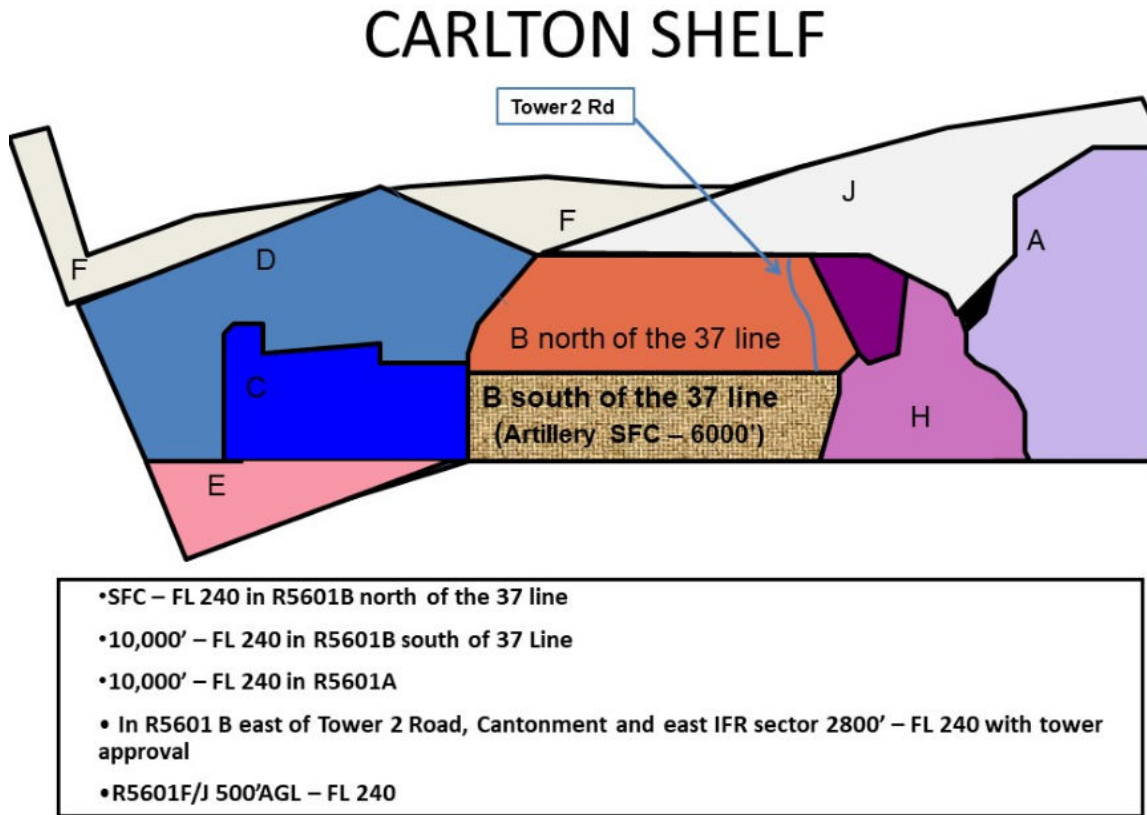 CARLTON SHELF
Tower 2 Rd
J
F
A
D
F
B north of the 37 line
C
B south of the 37 line
(Artillery SFC – 6000')
H
E
•SFC – FL 240 in R5601B north of the 37 line
•10,000' – FL 240 in R5601B south of 37 Line
•10,000' – FL 240 in R5601A
• In R5601 B east of Tower 2 Road, Cantonment and east IFR sector 2800' – FL 240 with tower
approval
•R5601F/J 500'AGL – FL 240